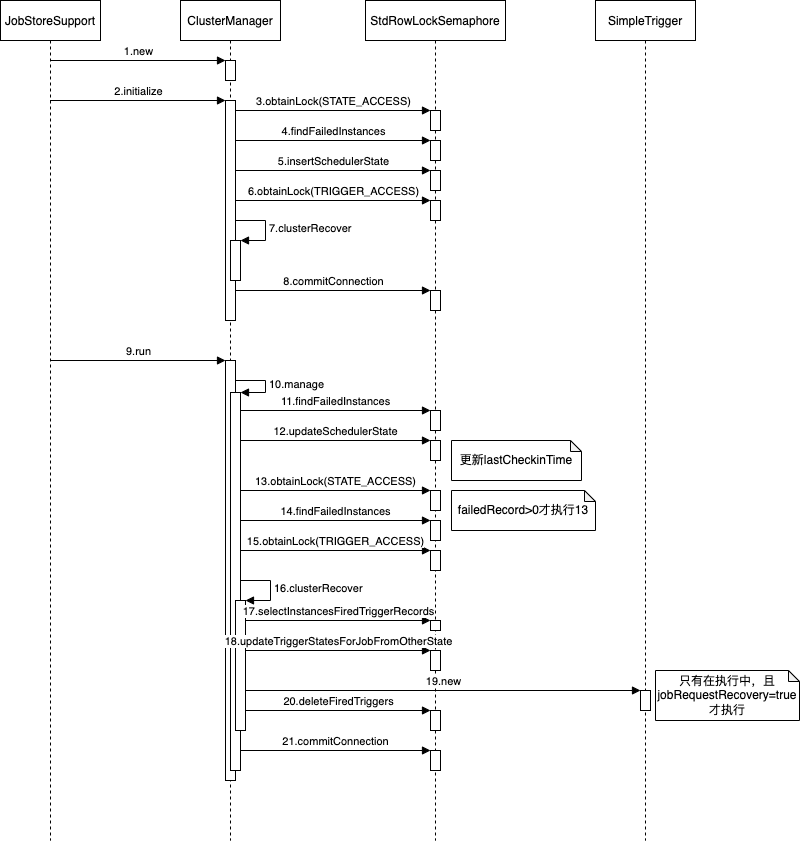 JobStoreSupport
ClusterManager
StdRowLockSemaphore
SimpleTrigger
1.new
2.initialize
3.obtainLock(STATE_ACCESS)
4.findFailedInstances
5.insertSchedulerState
6.obtainLock(TRIGGER_ACCESS)
7.clusterRecover
8.commitConnection
9.run
10.manage
11.findFailedInstances
12.updateSchedulerState
更新lastCheckinTime
13.obtainLock(STATE_ACCESS)
failedRecord>0才执行13
14.findFailedInstances
15.obtainLock(TRIGGER_ACCESS)
16.clusterRecover
17.selectInstancesFiredTriggerRecords
18.updateTriggerStatesForJobFromOtherState
19.new
只有在执行中，且
jobRequestRecovery=true
才执行
20.deleteFiredTriggers
21.commitConnection